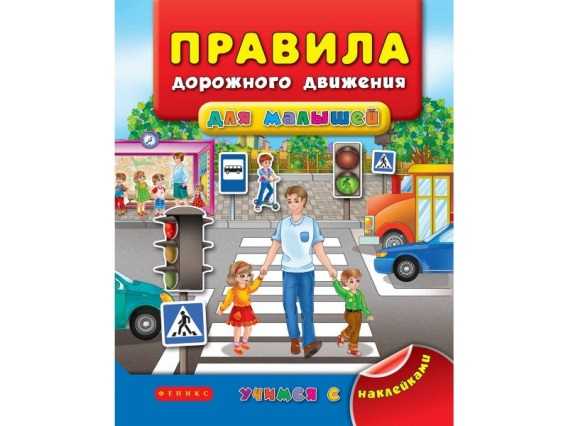 ПРАВИЛА
дорожного движения
для малышей
ФЕНИКС
учимся с
наклейками